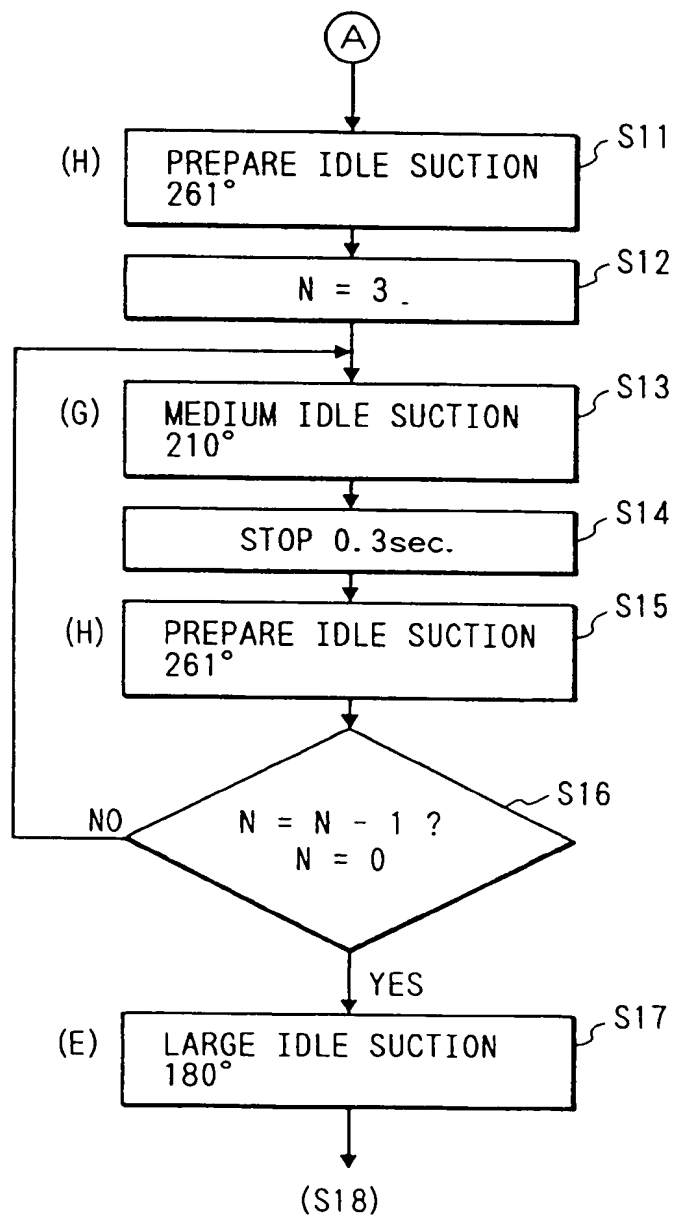 A
S11
(H)
PREPARE IDLE SUCTION
261°
S12
N = 3
S13
(G)
MEDIUM IDLE SUCTION
210°
S14
STOP 0.3sec.
S15
(H)
PREPARE IDLE SUCTION
261°
S16
NO
N = N - 1 ?
N = 0
YES
S17
(E)
LARGE IDLE SUCTION
180°
(S18)